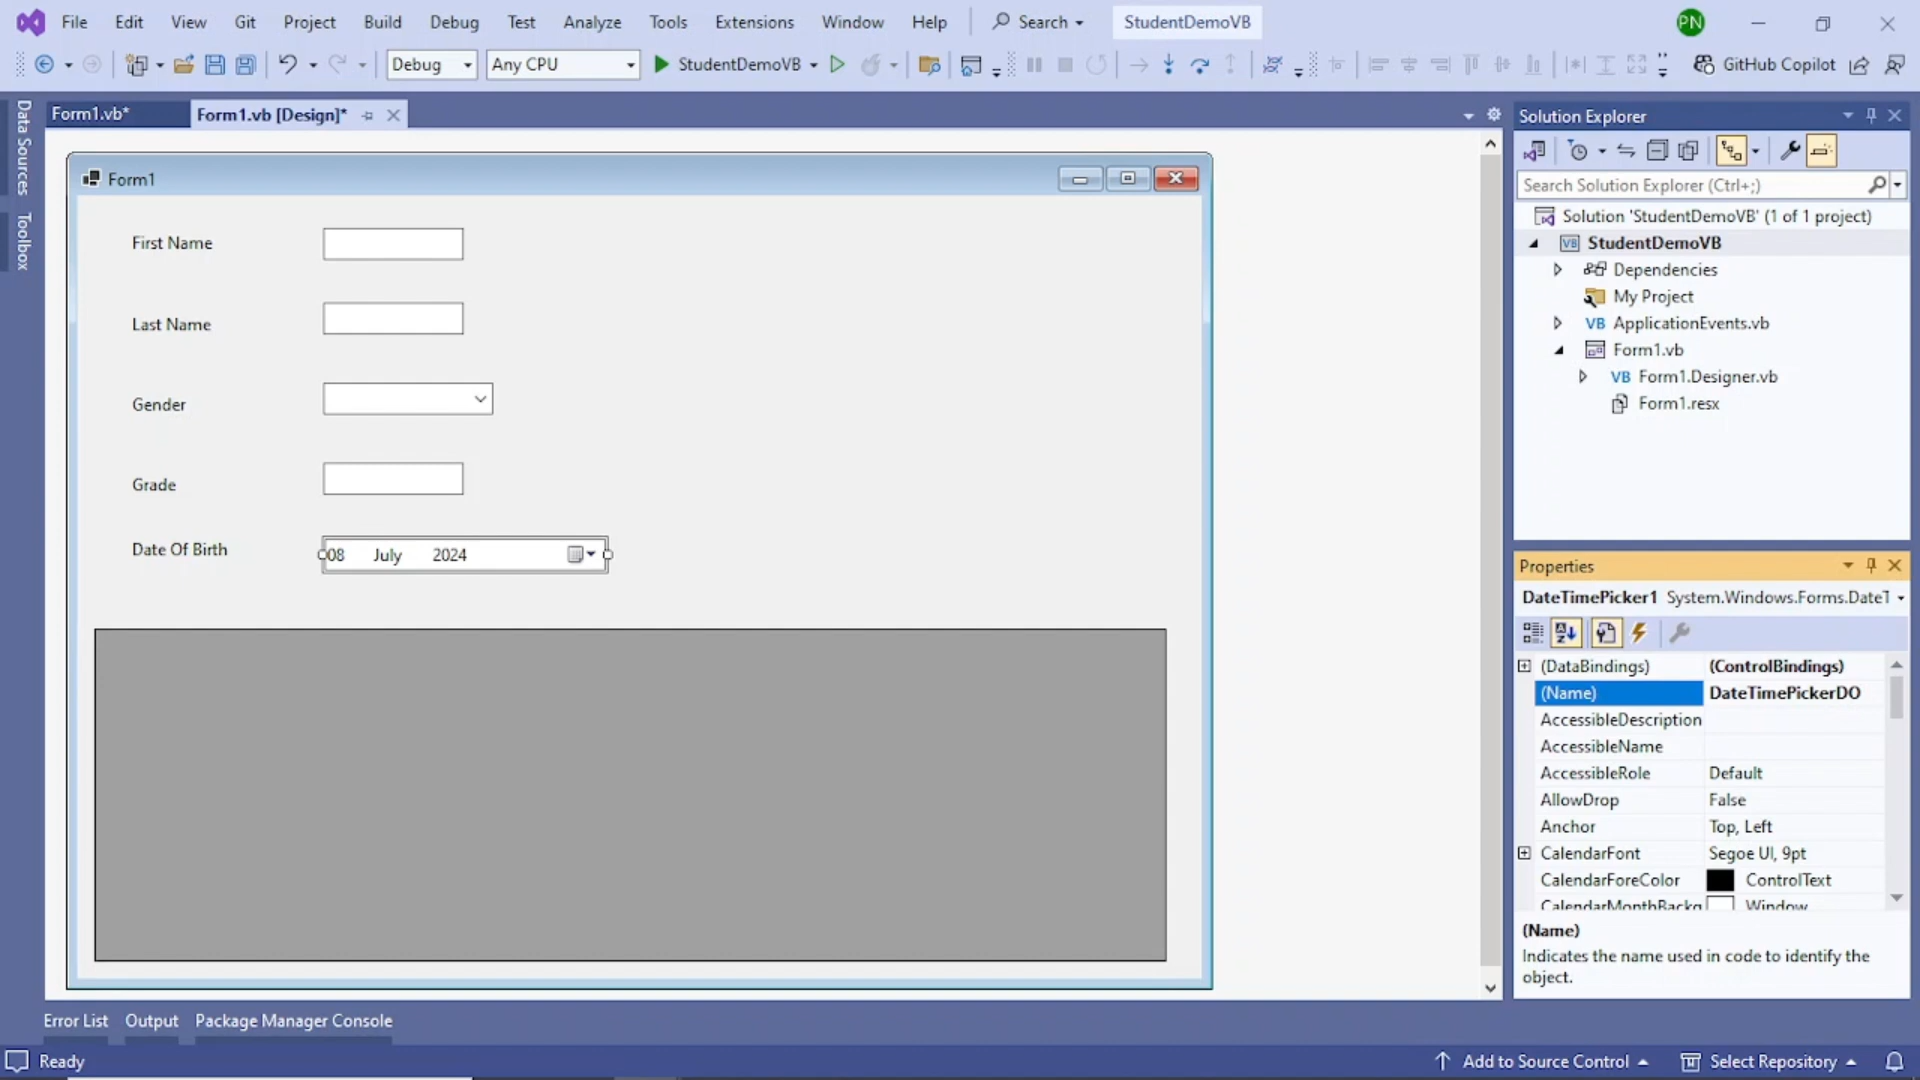 File Edit View Git Project Build Debug Test Analyze Tools Extensions Window Help Search StudentDemoVB PN
Debug Any CPU StudentDemoVB GitHub Copilot
Data Sources
Toolbox
Form1.vb* Form1.vb [Design]*
Form1
First Name
Last Name
Gender
Grade
Date Of Birth 08 July 2024
Solution Explorer
Search Solution Explorer (Ctrl+;)
Solution 'StudentDemoVB' (1 of 1 project)
VB StudentDemoVB
Dependencies
My Project
VB ApplicationEvents.vb
Form1.vb
VB Form1.Designer.vb
Form1.resx
Properties
DateTimePicker1 System.Windows.Forms.DateT
(DataBindings) (ControlBindings)
(Name) DateTimePickerDO
AccessibleDescription
AccessibleName
AccessibleRole Default
AllowDrop False
Anchor Top, Left
CalendarFont Segoe UI, 9pt
CalendarForeColor ControlText
CalendarMonthBackg Window
(Name)
Indicates the name used in code to identify the
object.
Error List Output Package Manager Console
Ready Add to Source Control Select Repository